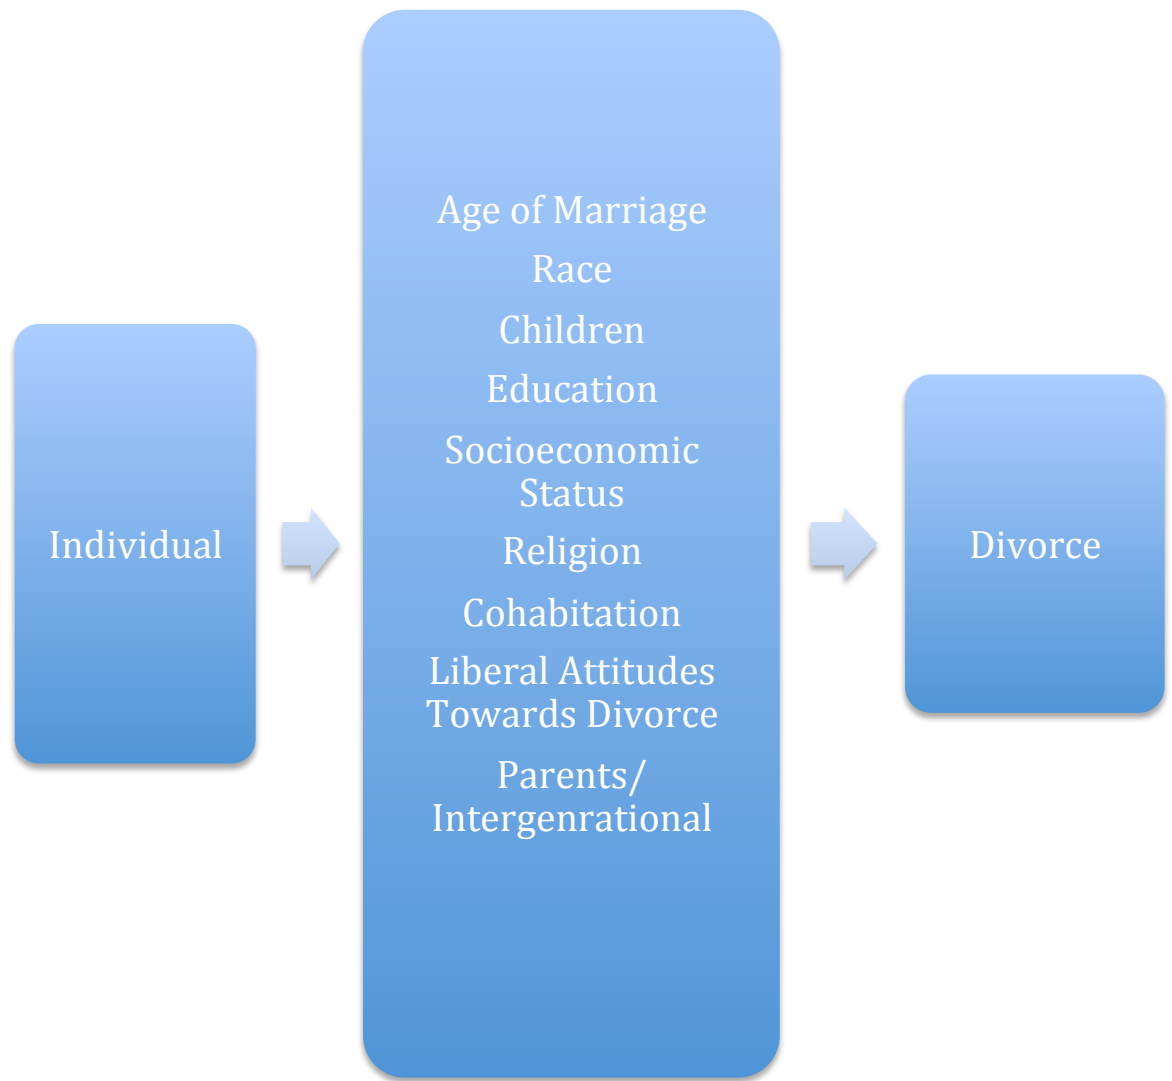 Individual
Age of Marriage
Race
Children
Education
Socioeconomic
Status
Religion
Cohabitation
Liberal Attitudes
Towards Divorce
Parents/
Intergenrational
Divorce